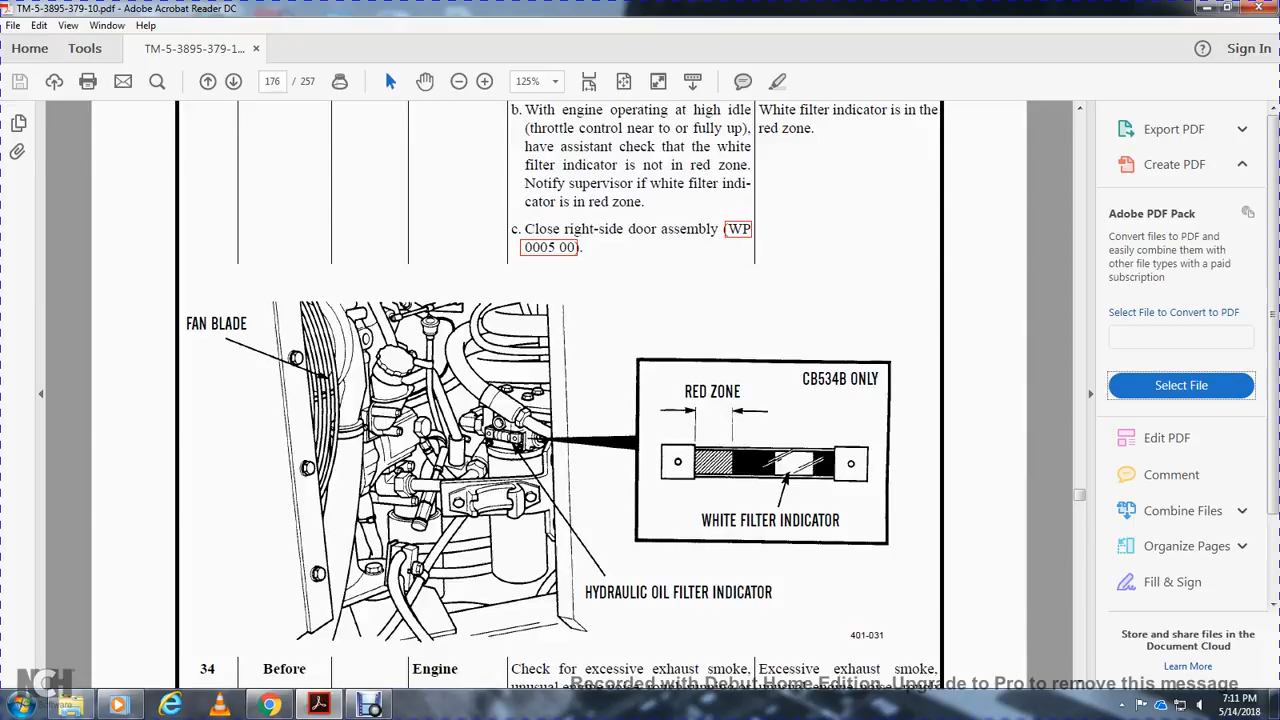 TM-5-3895-379-10.pdf - Adobe Acrobat Reader DC
File Edit View Window Help
Home Tools TM-5-3895-379-1... × Sign In
176 / 257 125%
b. With engine operating at high idle
(throttle control near to or fully up),
have assistant check that the white
filter indicator is not in red zone.
Notify supervisor if white filter indi-
cator is in red zone.
White filter indicator is in the
red zone.
c. Close right-side door assembly (WP
0005 00).
FAN BLADE
CB534B ONLY
RED ZONE
WHITE FILTER INDICATOR
HYDRAULIC OIL FILTER INDICATOR
401-031
34 Before Engine Check for excessive exhaust smoke, Excessive exhaust smoke,
Export PDF
Create PDF
Adobe PDF Pack
Convert files to PDF and
easily combine them with
other file types with a paid
subscription
Select File to Convert to PDF
Select File
Edit PDF
Comment
Combine Files
Organize Pages
Fill & Sign
Store and share files in the
Document Cloud
Learn More
NCH
Software
Recorded with Debut Home Edition. Upgrade to Pro to remove this message
7:11 PM
5/14/2018